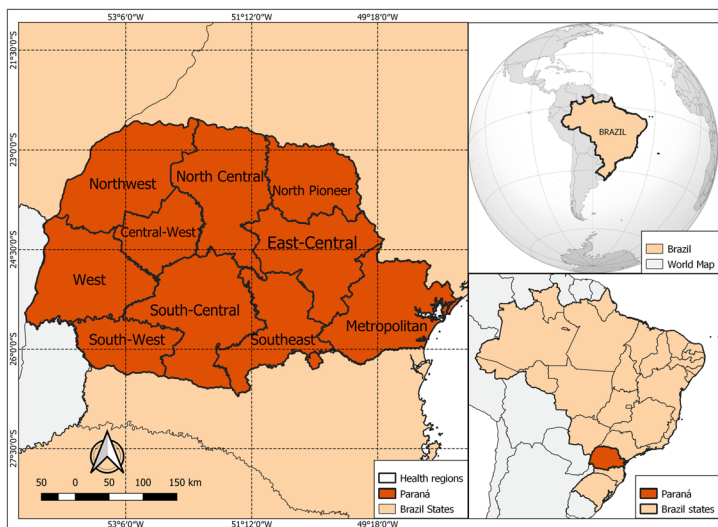 53°6'0"W 51°12'0"W 49°18'0"W
21°30'0"S
23°0'0"S
24°30'0"S
26°0'0"S
27°30'0"S
Northwest
North Central
North Pioneer
Central-West
East-Central
West
South-Central
Metropolitan
South-West
Southeast
50 0 50 100 150 km
Health regions
Paraná
Brazil States
53°6'0"W 51°12'0"W 49°18'0"W
BRAZIL
Brazil
World Map
Paraná
Brazil states